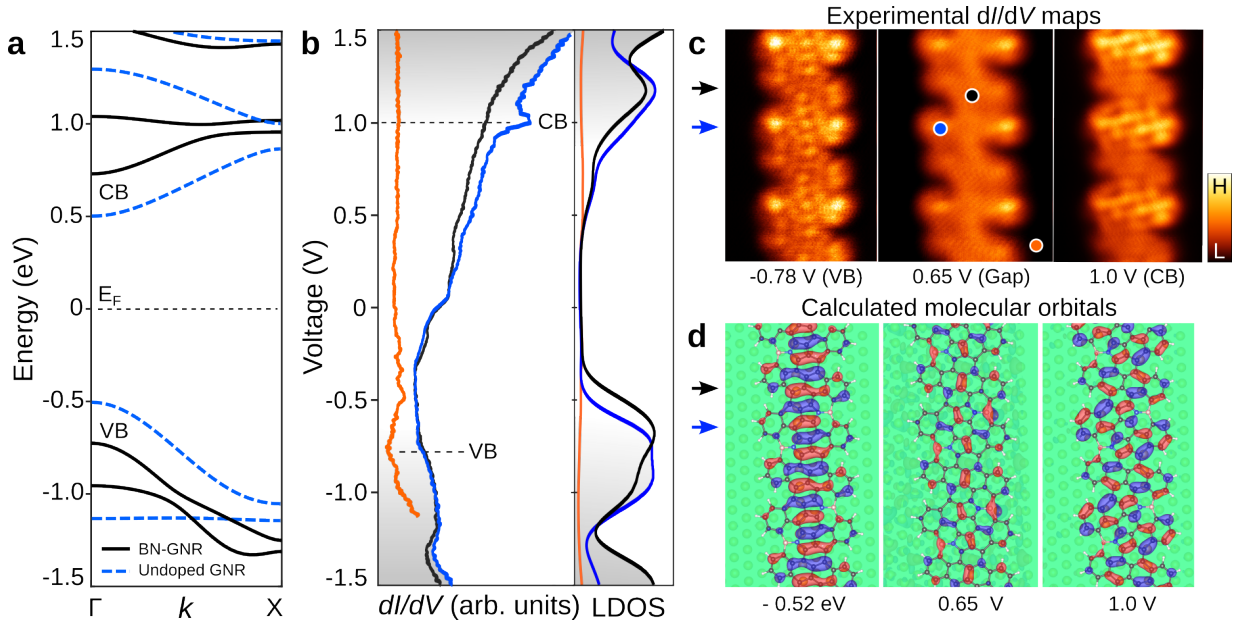 a
1.5
1.0
0.5
0
-0.5
-1.0
-1.5
Energy (eV)
CB
E_F
VB
BN-GNR
Undoped GNR
Γ
k
X
b
1.5
1.0
0.5
0
-0.5
-1.0
-1.5
Voltage (V)
CB
VB
dI/dV (arb. units)
LDOS
c
Experimental dI/dV maps
H
L
-0.78 V (VB)
0.65 V (Gap)
1.0 V (CB)
d
Calculated molecular orbitals
- 0.52 eV
0.65 V
1.0 V